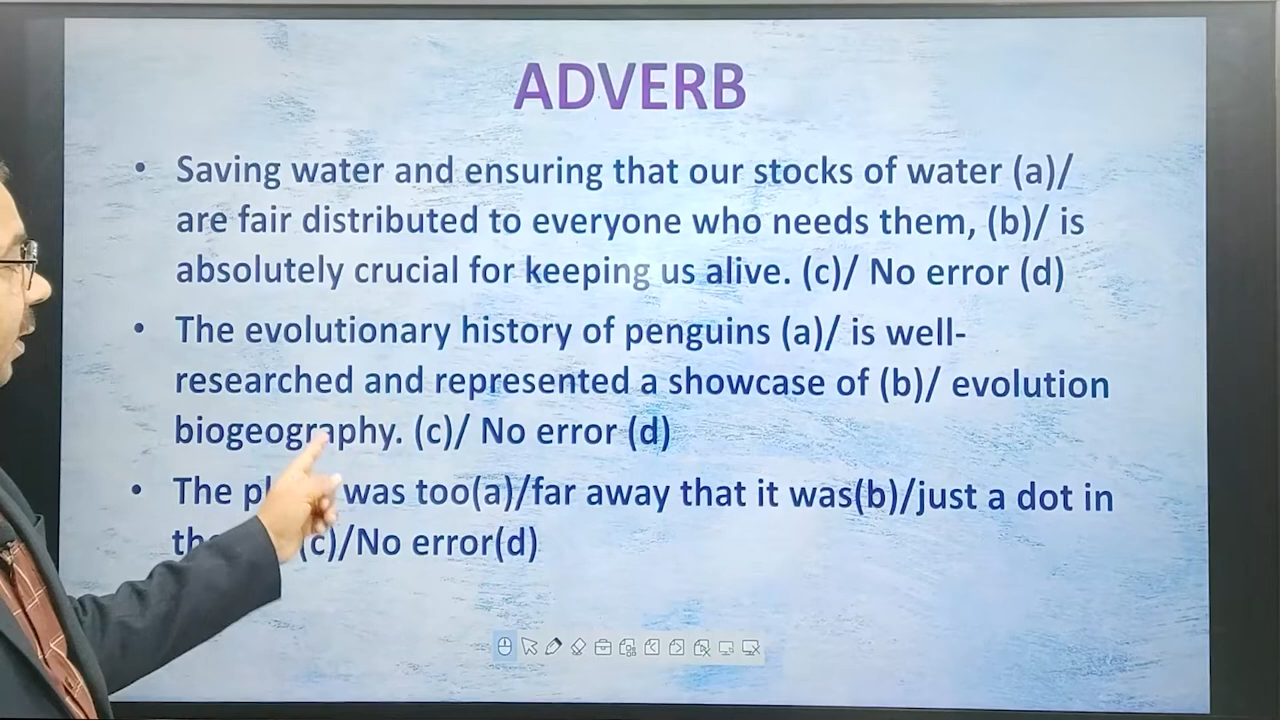 ADVERB
• Saving water and ensuring that our stocks of water (a)/
are fair distributed to everyone who needs them, (b)/ is
absolutely crucial for keeping us alive. (c)/ No error (d)
• The evolutionary history of penguins (a)/ is well-
researched and represented a showcase of (b)/ evolution
biogeography. (c)/ No error (d)
• The was too(a)/far away that it was(b)/just a dot in
(c)/No error(d)